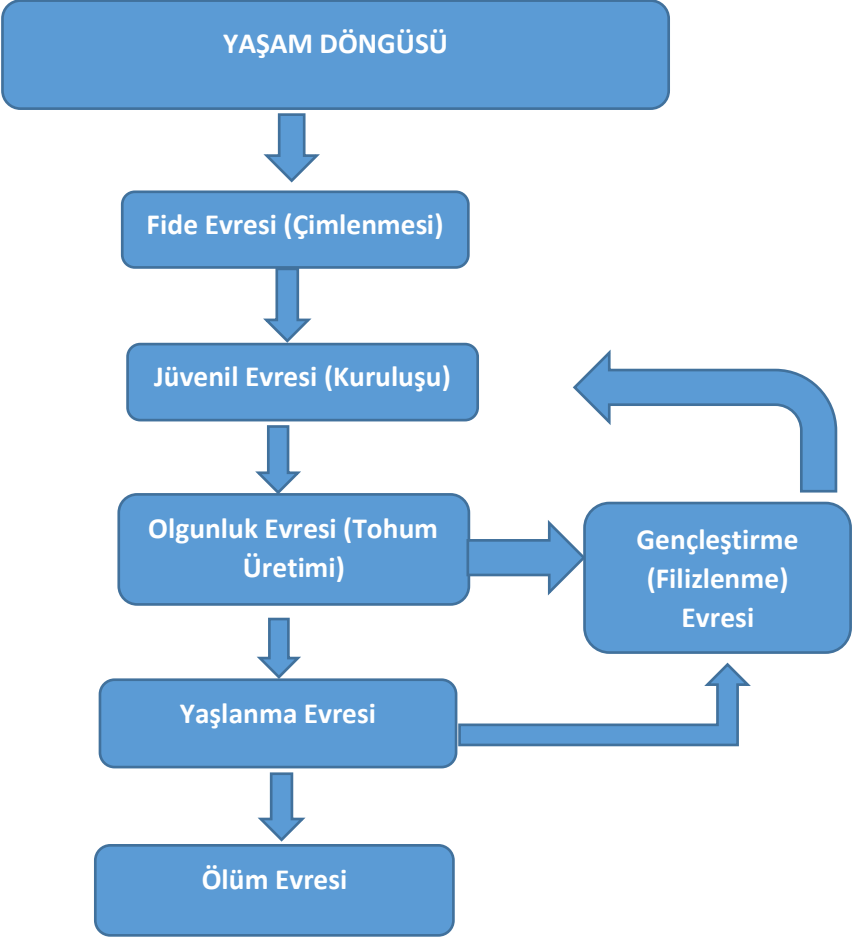 YAŞAM DÖNGÜSÜ
Fide Evresi (Çimlenmesi)
Jüvenil Evresi (Kuruluşu)
Olgunluk Evresi (Tohum
Üretimi)
Gençleştirme
(Filizlenme)
Evresi
Yaşlanma Evresi
Ölüm Evresi